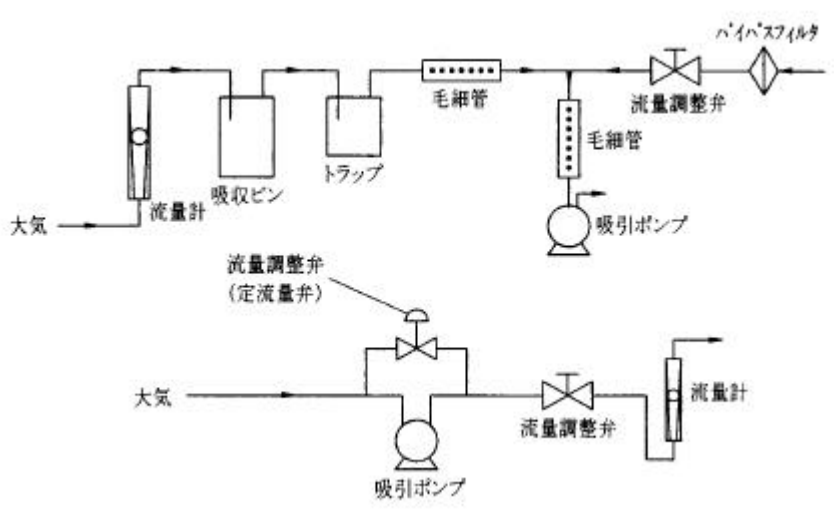 バイパスフィルタ
毛細管
流量調整弁
毛細管
トラップ
吸収ビン
流量計
大気
吸引ポンプ
流量調整弁
(定流量弁)
大気
流量計
流量調整弁
吸引ポンプ